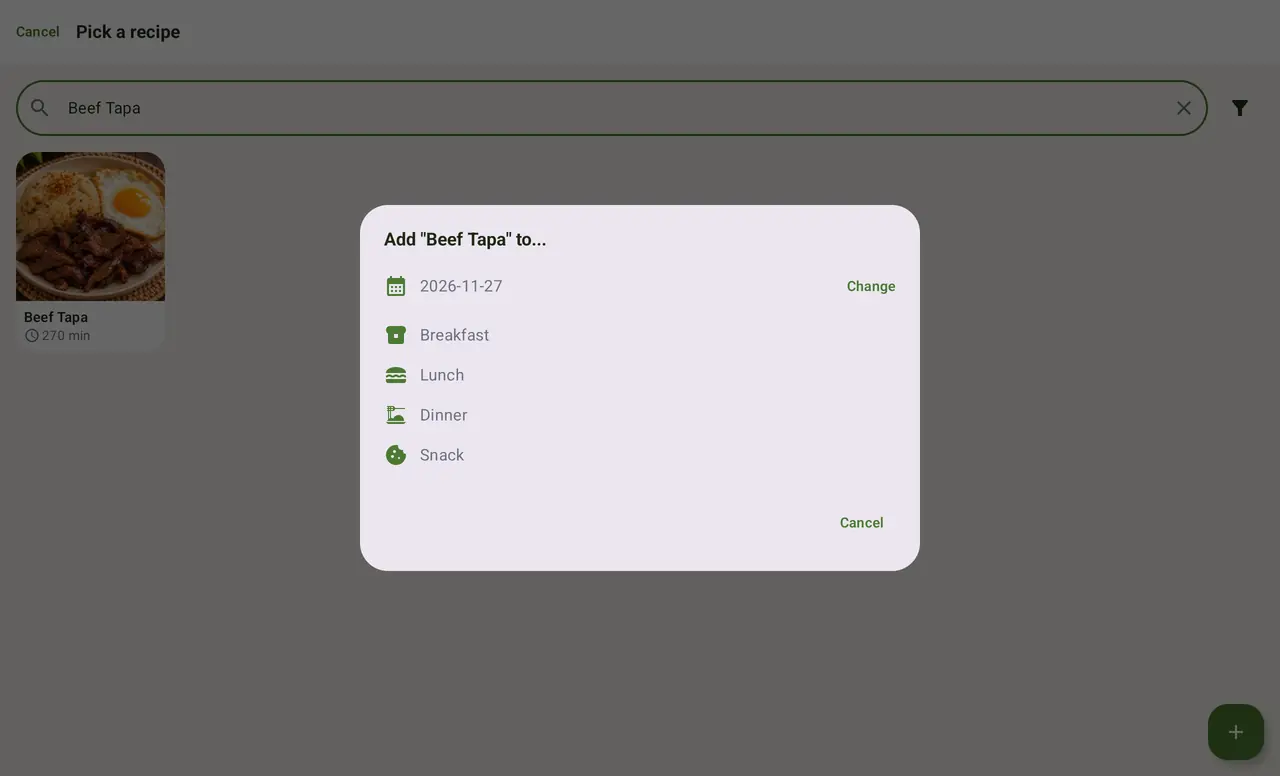 Cancel Pick a recipe
Beef Tapa
Beef Tapa
270 min
Add "Beef Tapa" to...
2026-11-27 Change
Breakfast
Lunch
Dinner
Snack
Cancel